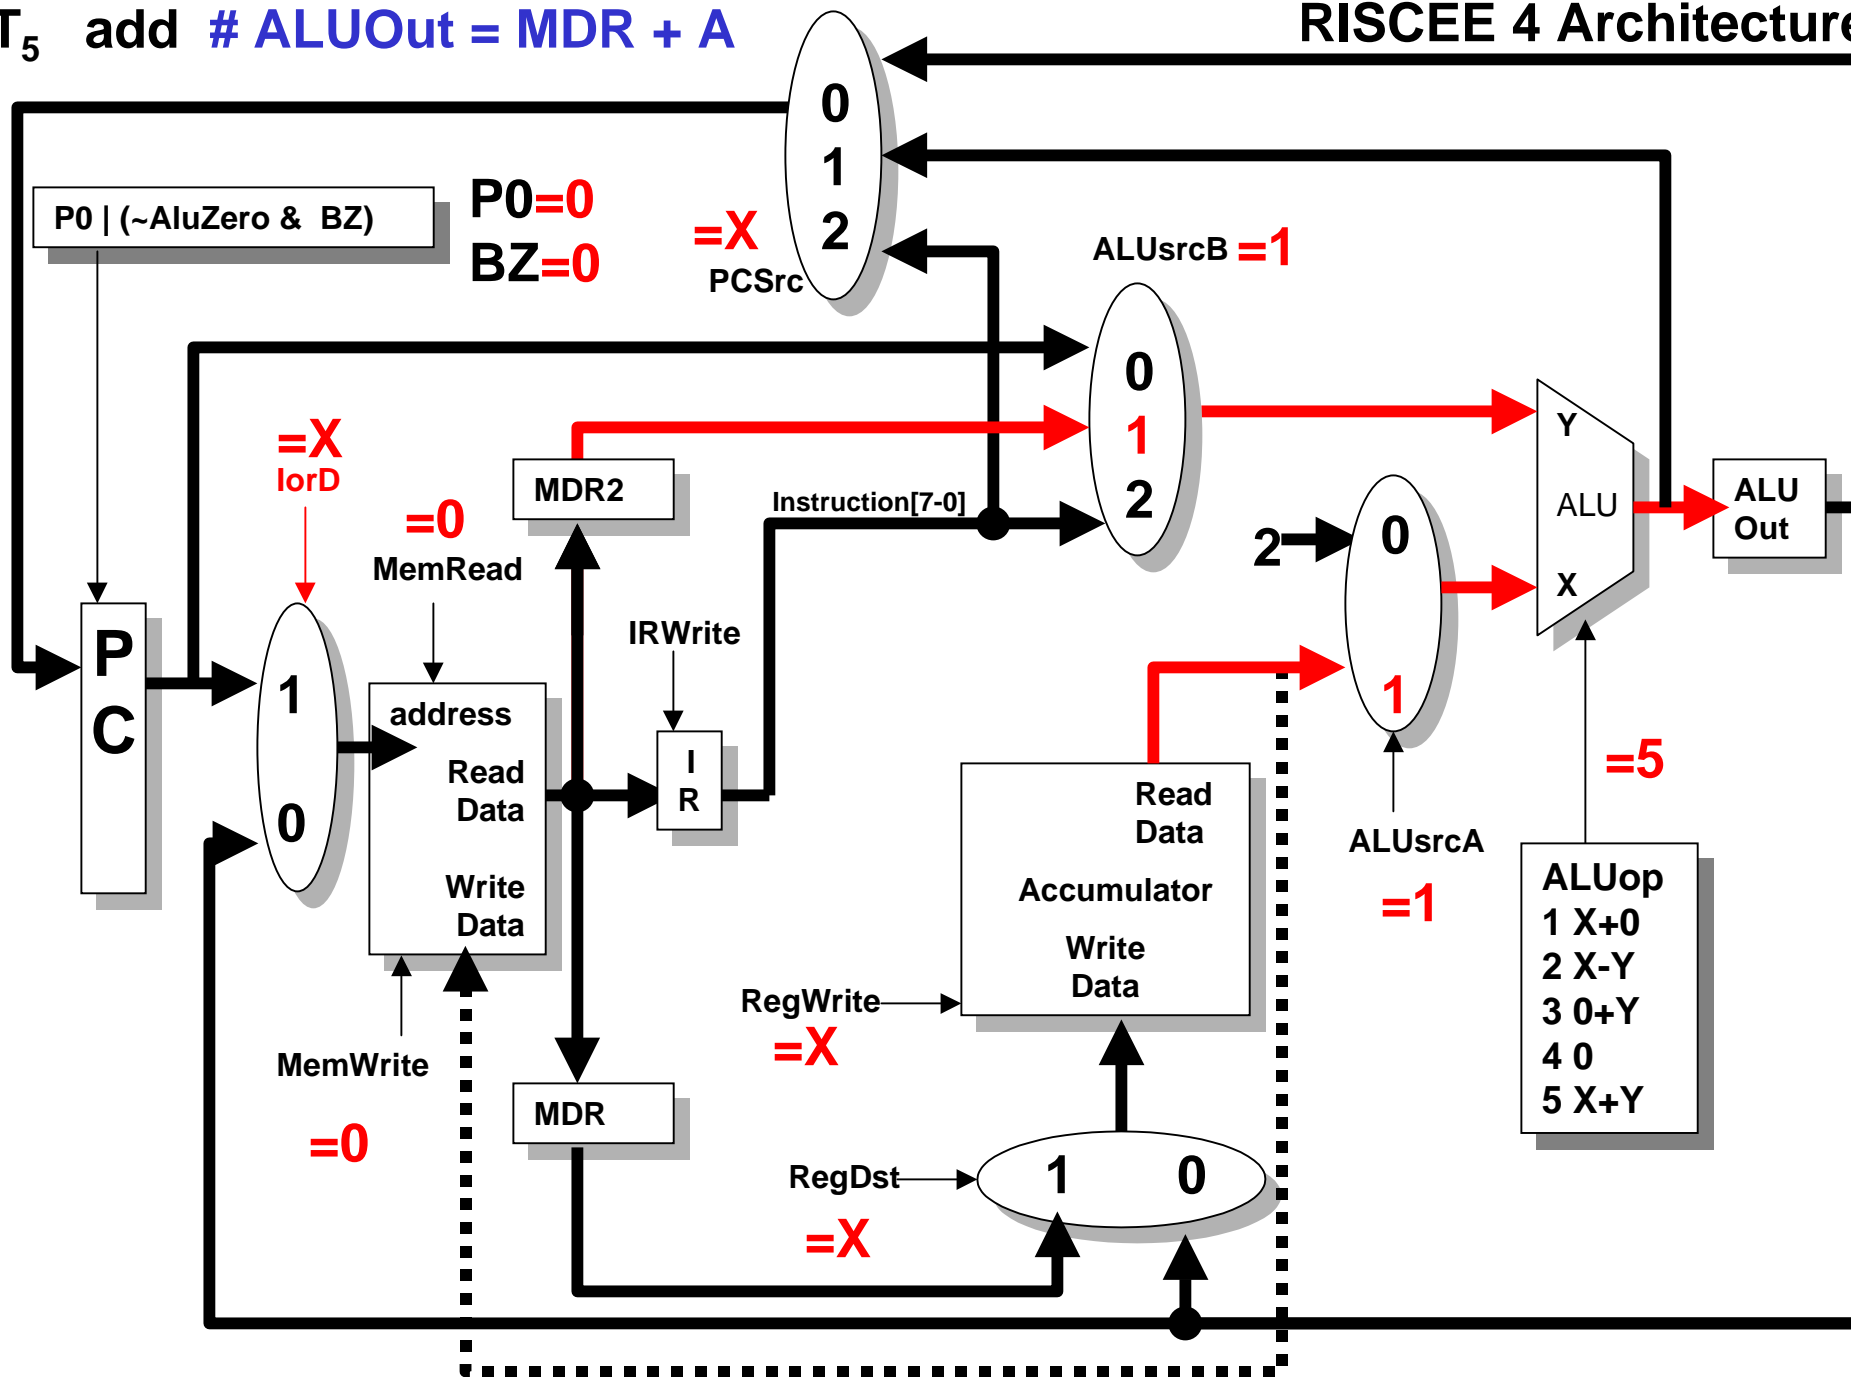 T5 add # ALUOut = MDR + A
RISCEE 4 Architecture
0
1
2
P0 | (~AluZero & BZ)
P0=0
BZ=0
=X
PCSrc
ALUsrcB =1
0
1
2
=X
IorD
=0
MemRead
MDR2
Instruction[7-0]
IRWrite
2
0
1
Y
ALU
X
ALU
Out
P
C
1
0
address
Read
Data
Write
Data
I
R
Read
Data
Accumulator
Write
Data
ALUsrcA
=1
=5
ALUop
1 X+0
2 X-Y
3 0+Y
4 0
5 X+Y
RegWrite
=X
MemWrite
=0
MDR
RegDst
=X
1 0